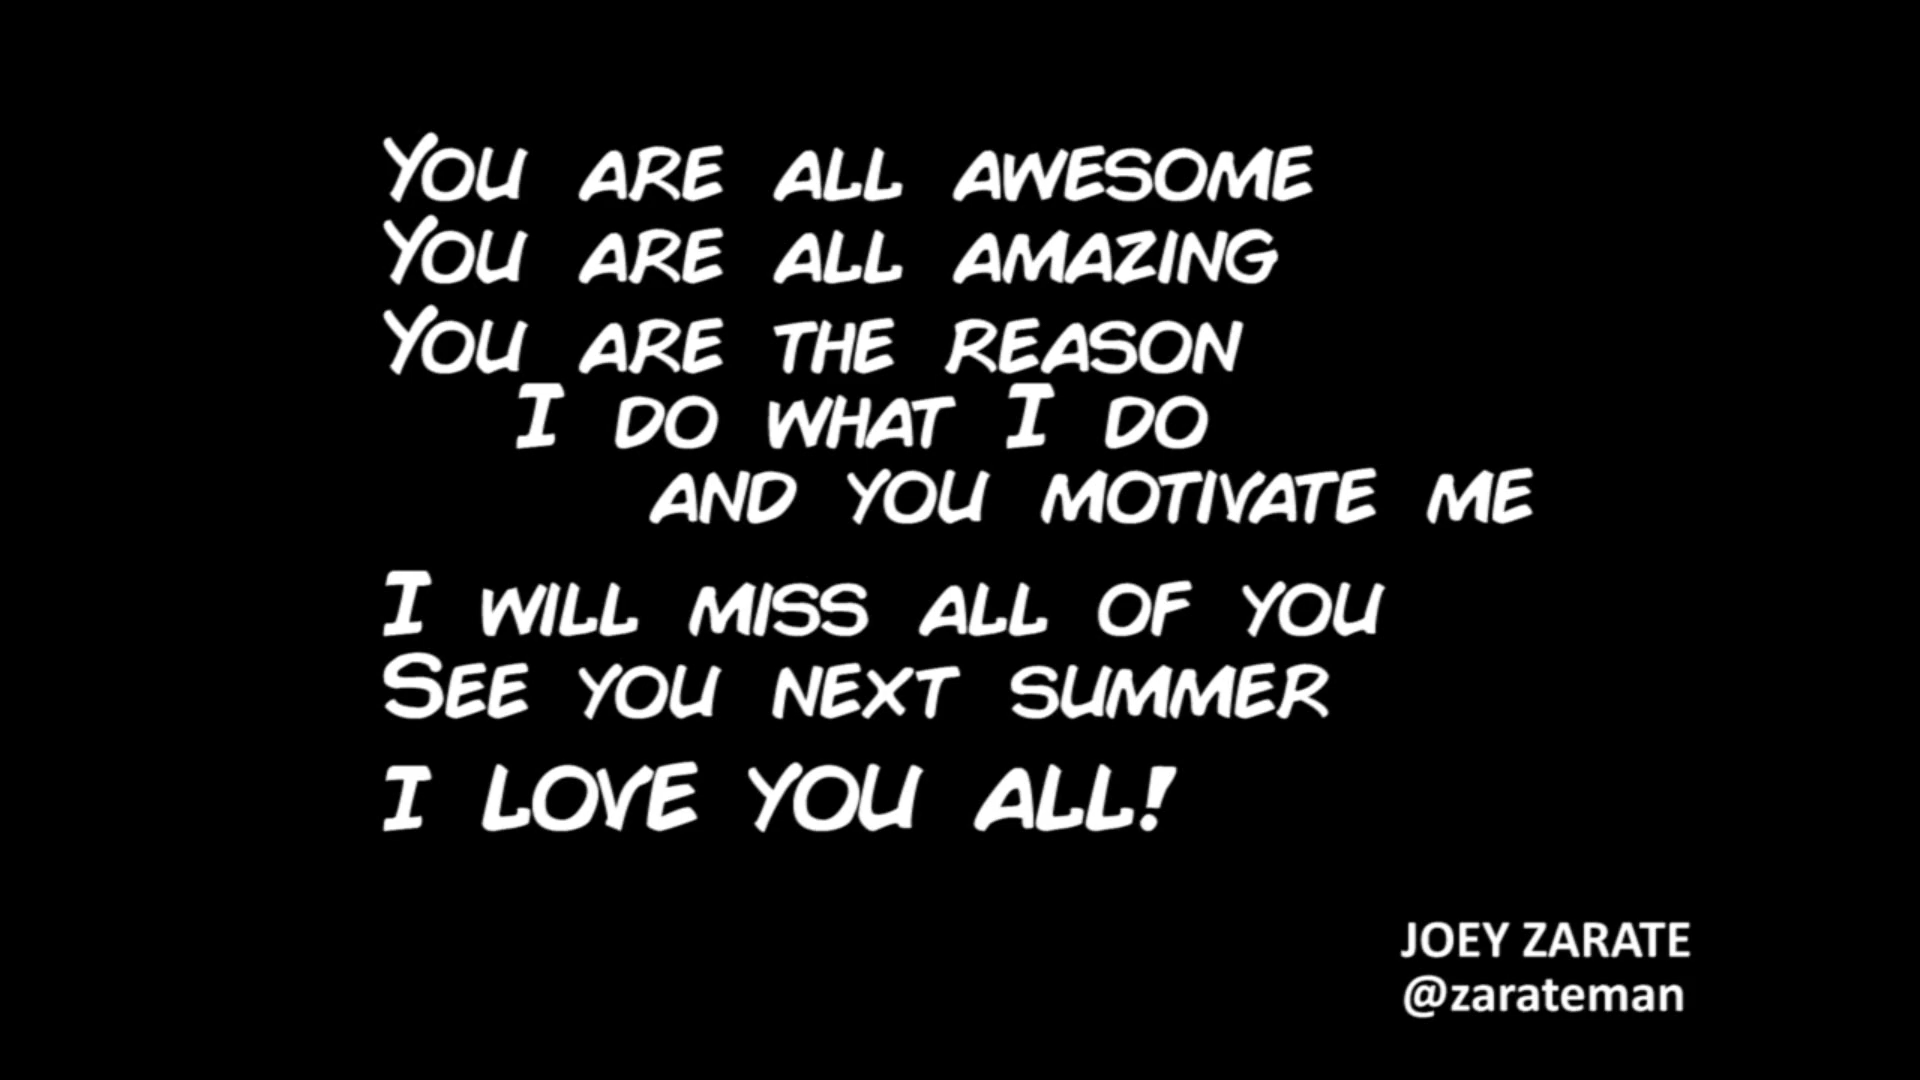 You are all awesome
You are all amazing
You are the reason
I do what I do
and you motivate me
I will miss all of you
See you next summer
I LOVE YOU ALL!
JOEY ZARATE
@zarateman